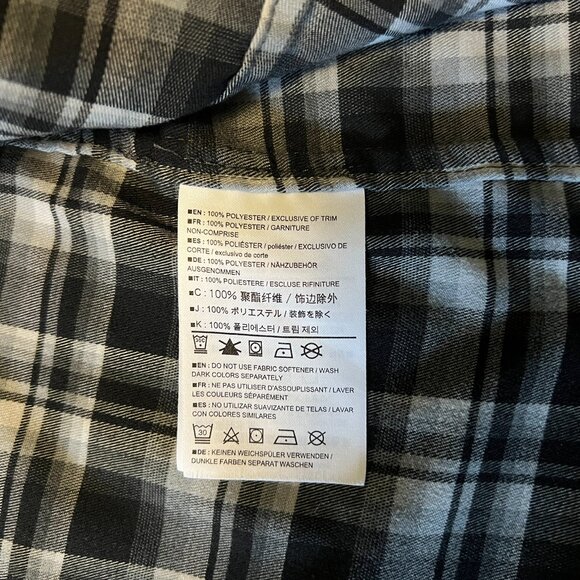 ■EN : 100% POLYESTER / EXCLUSIVE OF TRIM
■FR : 100% POLYESTER / GARNITURE
NON-COMPRISE
■ES : 100% POLIÉSTER / poliéster / EXCLUSIVO DE
CORTE / exclusivo de corte
■DE : 100% POLYESTER / NÄHZUBEHÖR
AUSGENOMMEN
■IT : 100% POLIESTERE / ESCLUSE RIFINITURE
■C : 100% 聚酯纤维 / 饰边除外
■J : 100% ポリエステル / 装飾を除く
■K : 100% 폴리에스터 / 트림 제외
■EN : DO NOT USE FABRIC SOFTENER / WASH
DARK COLORS SEPARATELY
■FR : NE PAS UTILISER D'ASSOUPLISSANT / LAVER
LES COULEURS SÉPARÉMENT
■ES : NO UTILIZAR SUAVIZANTE DE TELAS / LAVAR
CON COLORES SIMILARES
30
■DE : KEINEN WEICHSPÜLER VERWENDEN /
DUNKLE FARBEN SEPARAT WASCHEN